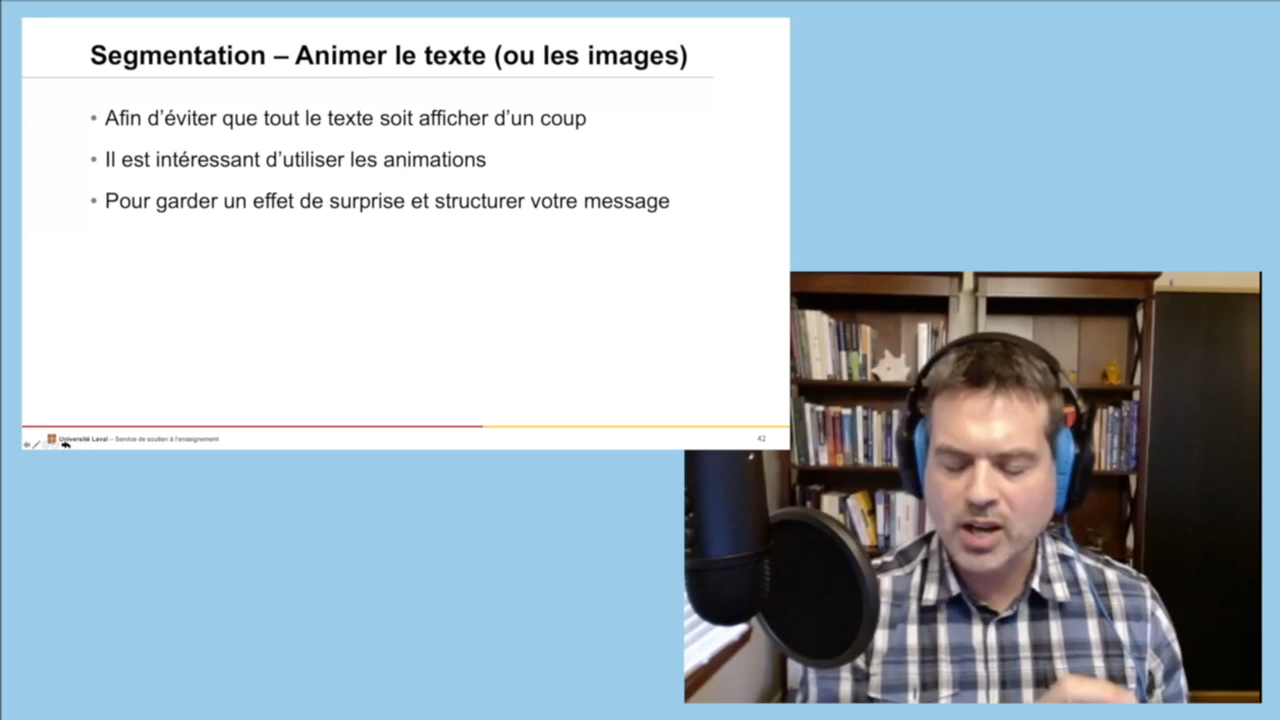 Segmentation – Animer le texte (ou les images)
• Afin d’éviter que tout le texte soit afficher d’un coup
• Il est intéressant d’utiliser les animations
• Pour garder un effet de surprise et structurer votre message
Université Laval – Service de soutien à l'enseignement
42